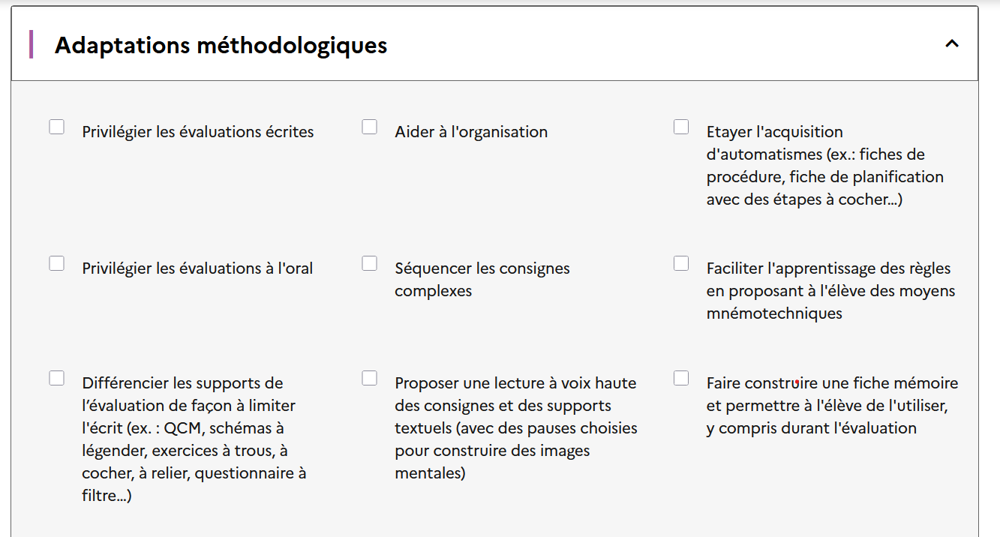 Adaptations méthodologiques
Privilégier les évaluations écrites
Aider à l'organisation
Etayer l'acquisition
d'automatismes (ex.: fiches de
procédure, fiche de planification
avec des étapes à cocher...)
Privilégier les évaluations à l'oral
Séquencer les consignes
complexes
Faciliter l'apprentissage des règles
en proposant à l'élève des moyens
mnémotechniques
Différencier les supports de
l’évaluation de façon à limiter
l'écrit (ex. : QCM, schémas à
légender, exercices à trous, à
cocher, à relier, questionnaire à
filtre...)
Proposer une lecture à voix haute
des consignes et des supports
textuels (avec des pauses choisies
pour construire des images
mentales)
Faire construire une fiche mémoire
et permettre à l'élève de l'utiliser,
y compris durant l'évaluation